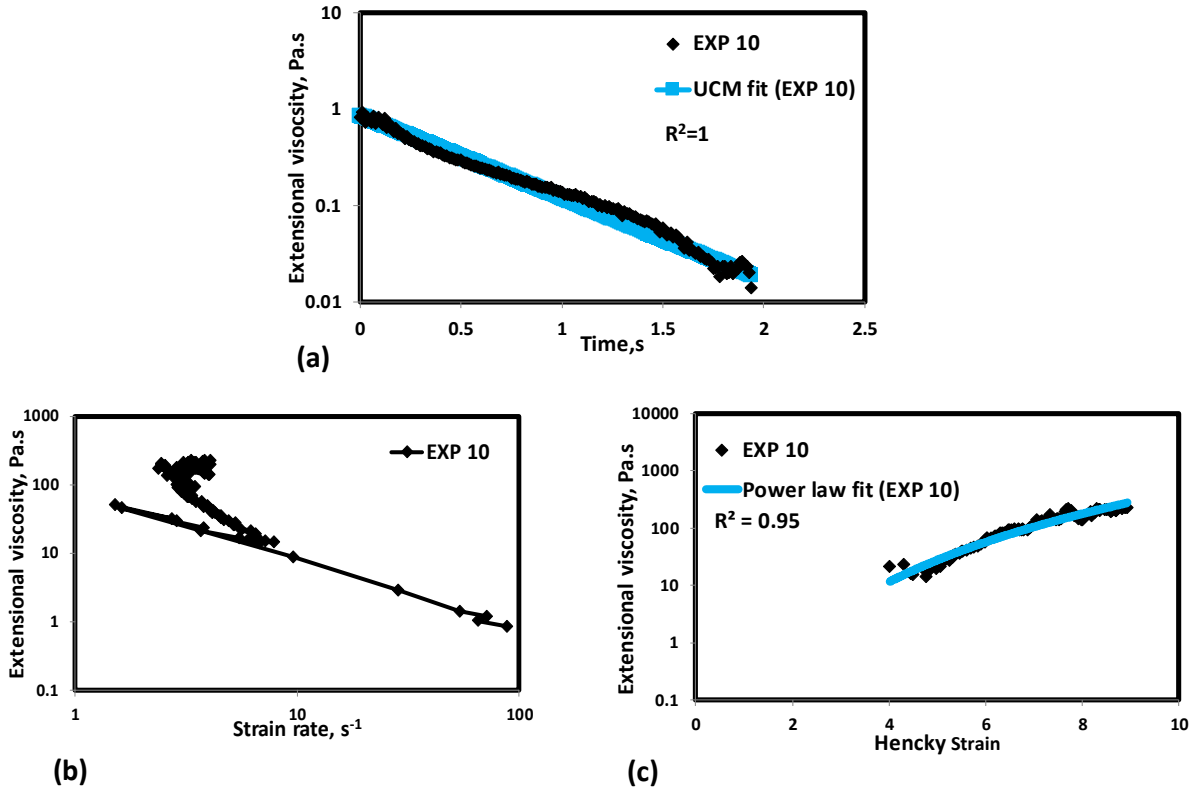 10
1
0.1
0.01
Extensional visocsity, Pa.s
EXP 10
UCM fit (EXP 10)
R²=1
0
0.5
1
1.5
2
2.5
Time,s
(a)
1000
100
10
1
0.1
Extensional viscosity, Pa.s
EXP 10
1
10
100
Strain rate, s⁻¹
(b)
10000
1000
100
10
1
0.1
Extensional viscosity, Pa.s
EXP 10
Power law fit (EXP 10)
R² = 0.95
0
2
4
6
8
10
Hencky Strain
(c)